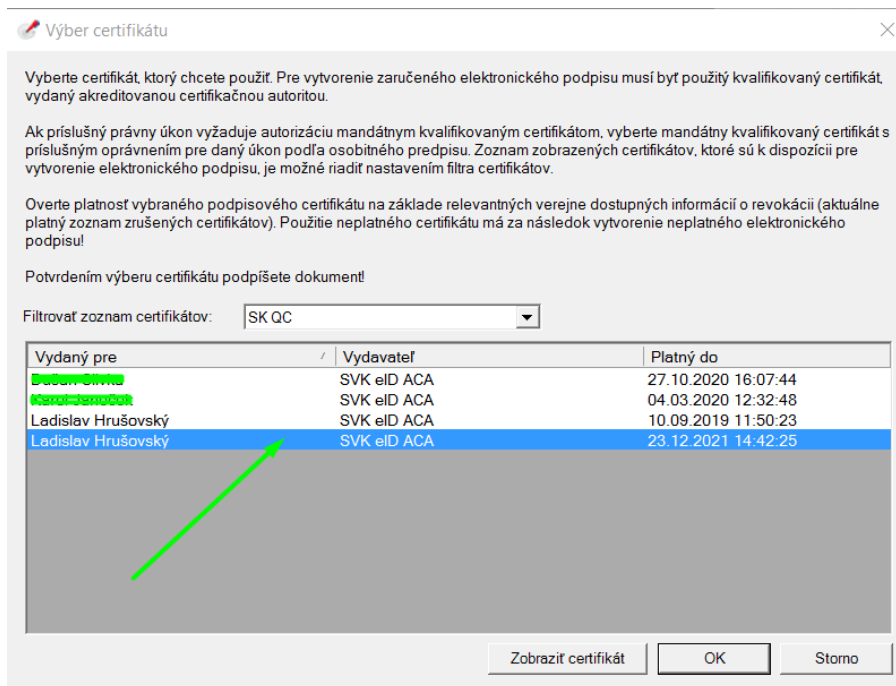 Výber certifikátu
Vyberte certifikát, ktorý chcete použiť. Pre vytvorenie zaručeného elektronického podpisu musí byť použitý kvalifikovaný certifikát,
vydaný akreditovanou certifikačnou autoritou.
Ak príslušný právny úkon vyžaduje autorizáciu mandátnym kvalifikovaným certifikátom, vyberte mandátny kvalifikovaný certifikát s
príslušným oprávnením pre daný úkon podľa osobitného predpisu. Zoznam zobrazených certifikátov, ktoré sú k dispozícii pre
vytvorenie elektronického podpisu, je možné riadiť nastavením filtra certifikátov.
Overte platnosť vybraného podpisového certifikátu na základe relevantných verejne dostupných informácií o revokácii (aktuálne
platný zoznam zrušených certifikátov). Použitie neplatného certifikátu má za následok vytvorenie neplatného elektronického
podpisu!
Potvrdením výberu certifikátu podpíšete dokument!
Filtrovať zoznam certifikátov: SK QC
Vydaný pre Vydavateľ Platný do
SVK eID ACA 27.10.2020 16:07:44
SVK eID ACA 04.03.2020 12:32:48
Ladislav Hrušovský SVK eID ACA 10.09.2019 11:50:23
Ladislav Hrušovský SVK eID ACA 23.12.2021 14:42:25
Zobraziť certifikát OK Storno